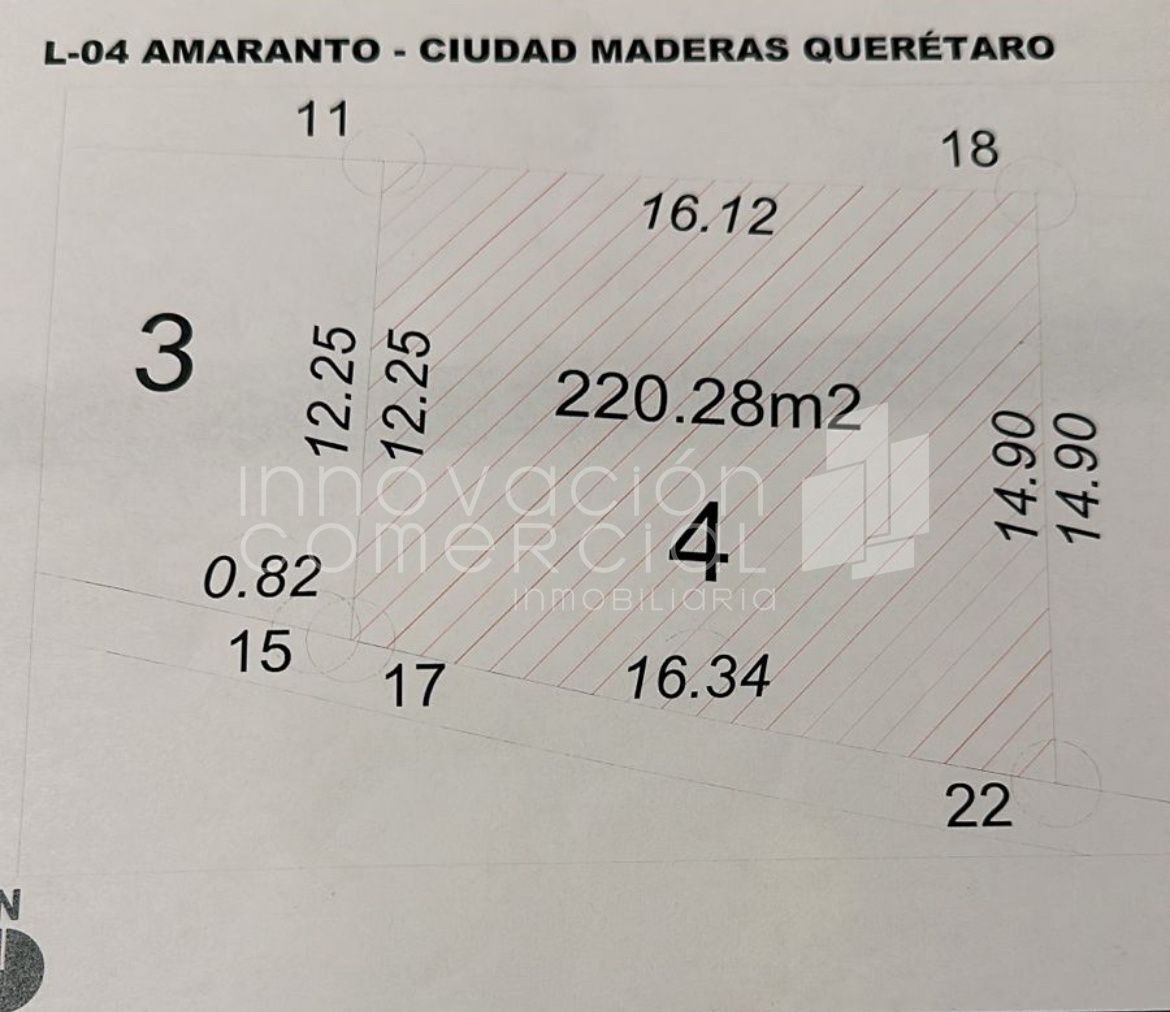 L-04 AMARANTO - CIUDAD MADERAS QUERÉTARO
11
18
16.12
3
12.25
12.25
220.28m2
14.90
14.90
innovación
comercial
inmobiliaria
4
0.82
15
17
16.34
22
N